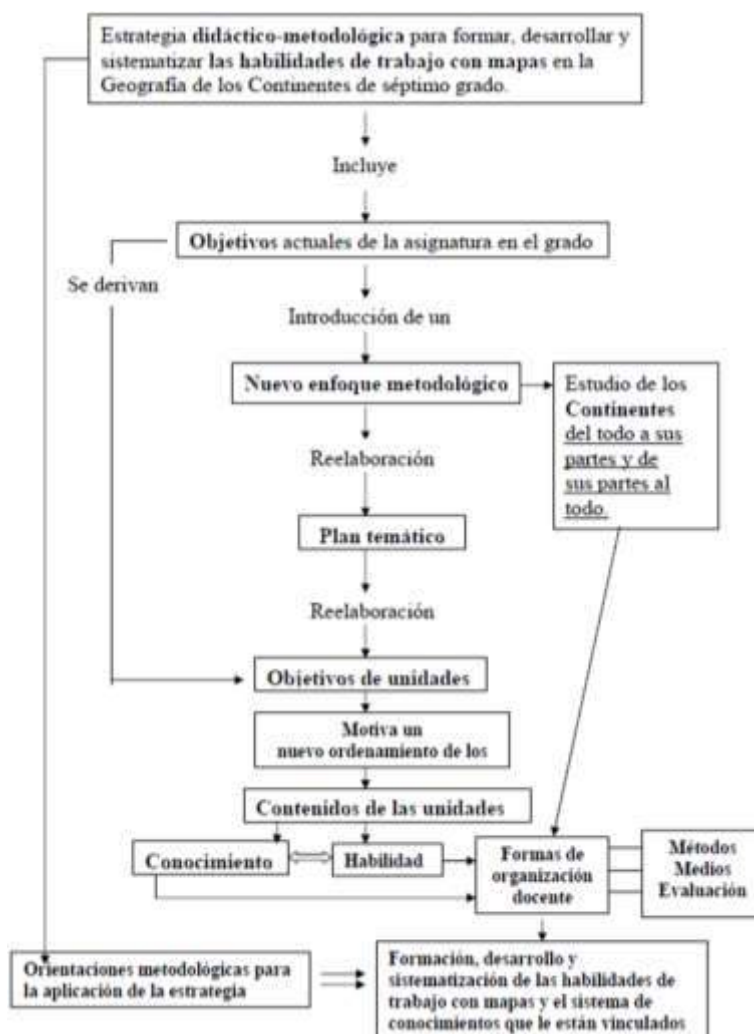 Estrategia didáctico-metodológica para formar, desarrollar y
sistematizar las habilidades de trabajo con mapas en la
Geografía de los Continentes de séptimo grado.
Incluye
Objetivos actuales de la asignatura en el grado
Se derivan
Introducción de un
Nuevo enfoque metodológico
Estudio de los
Continentes
del todo a sus
partes y de
sus partes al
todo.
Reelaboración
Plan temático
Reelaboración
Objetivos de unidades
Motiva un
nuevo ordenamiento de los
Contenidos de las unidades
Conocimiento
Habilidad
Formas de
organización
docente
Métodos
Medios
Evaluación
Orientaciones metodológicas para
la aplicación de la estrategia
Formación, desarrollo y
sistematización de las habilidades de
trabajo con mapas y el sistema de
conocimientos que le están vinculados